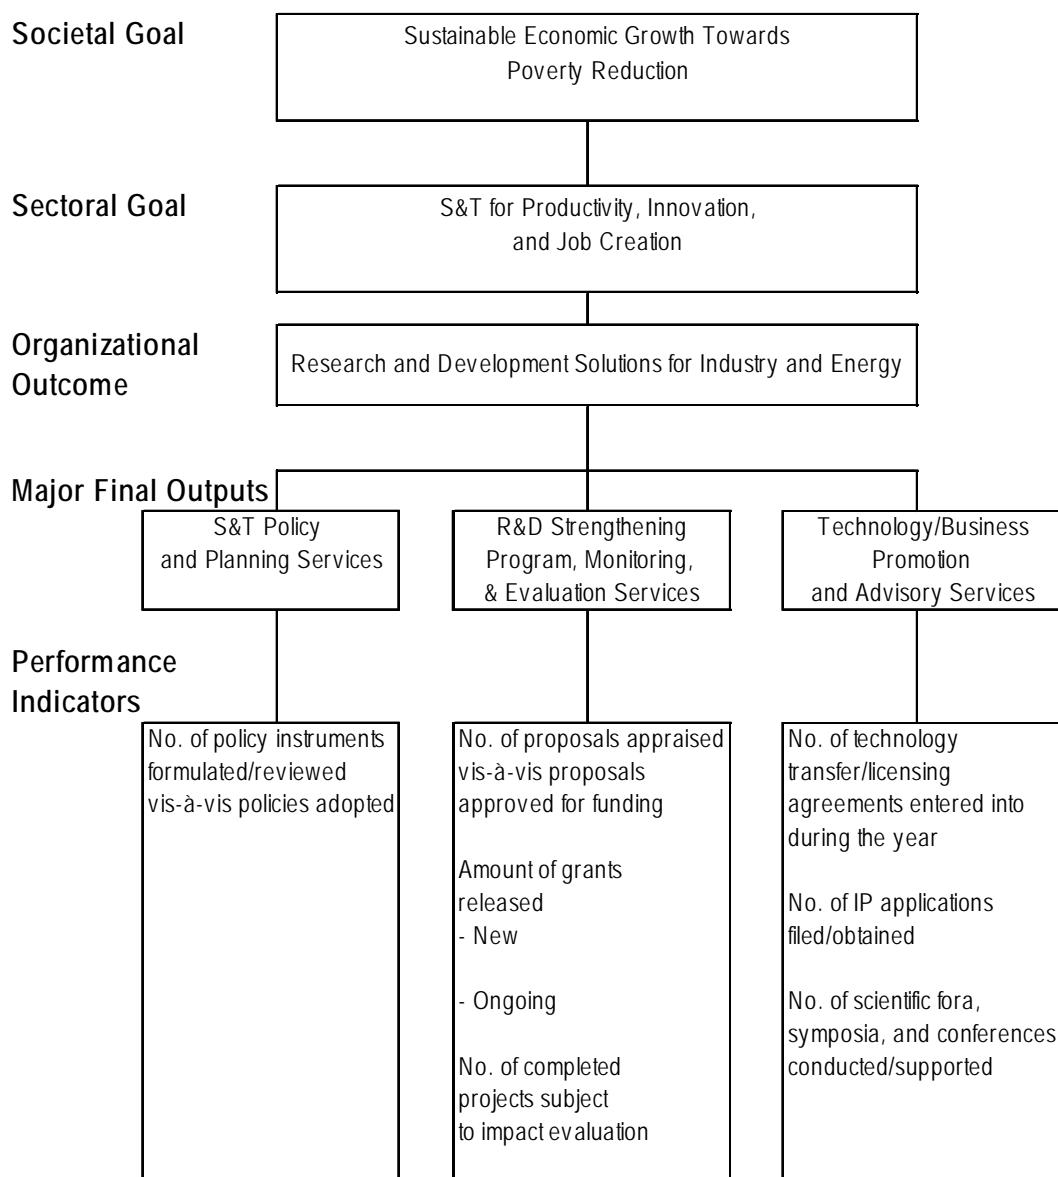 Societal Goal
Sustainable Economic Growth Towards
Poverty Reduction
Sectoral Goal
S&T for Productivity, Innovation,
and Job Creation
Organizational
Outcome
Research and Development Solutions for Industry and Energy
Major Final Outputs
S&T Policy
and Planning Services
R&D Strengthening
Program, Monitoring,
& Evaluation Services
Technology/Business
Promotion
and Advisory Services
Performance
Indicators
No. of policy instruments
formulated/reviewed
vis-à-vis policies adopted
No. of proposals appraised
vis-à-vis proposals
approved for funding
Amount of grants
released
- New
- Ongoing
No. of completed
projects subject
to impact evaluation
No. of technology
transfer/licensing
agreements entered into
during the year
No. of IP applications
filed/obtained
No. of scientific fora,
symposia, and conferences
conducted/supported